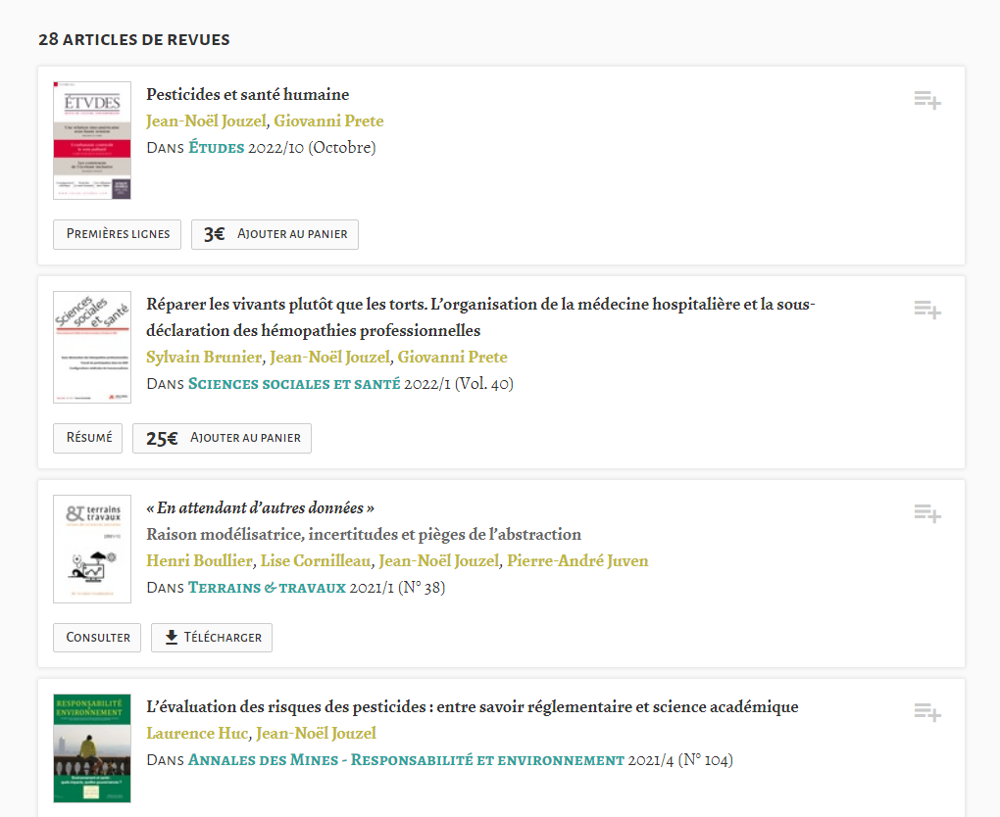 28 ARTICLES DE REVUES
ÉTVDES
Pesticides et santé humaine
Jean-Noël Jouzel, Giovanni Prete
Dans Études 2022/10 (Octobre)
Premières lignes
3€ Ajouter au panier
Sciences sociales et santé
Réparer les vivants plutôt que les torts. L’organisation de la médecine hospitalière et la sous-
déclaration des hémopathies professionnelles
Sylvain Brunier, Jean-Noël Jouzel, Giovanni Prete
Dans Sciences sociales et santé 2022/1 (Vol. 40)
Résumé
25€ Ajouter au panier
& terrains
travaux
« En attendant d’autres données »
Raison modélisatrice, incertitudes et pièges de l’abstraction
Henri Boullier, Lise Cornilleau, Jean-Noël Jouzel, Pierre-André Juven
Dans Terrains & travaux 2021/1 (N° 38)
Consulter
Télécharger
RESPONSABILITÉ
ENVIRONNEMENT
L’évaluation des risques des pesticides : entre savoir réglementaire et science académique
Laurence Huc, Jean-Noël Jouzel
Dans Annales des Mines - Responsabilité et environnement 2021/4 (N° 104)